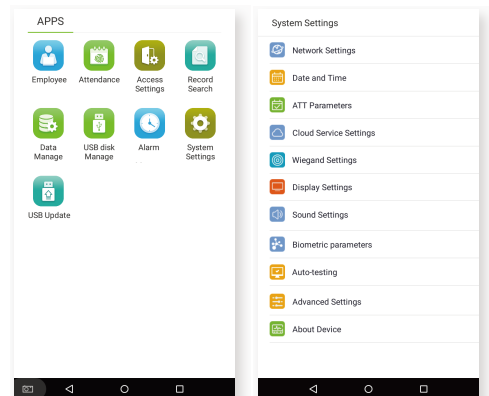 APPS
Employee
Attendance
Access
Settings
Record
Search
Data
Manage
USB disk
Manage
Alarm
System
Settings
USB Update
System Settings
Network Settings
Date and Time
ATT Parameters
Cloud Service Settings
Wiegand Settings
Display Settings
Sound Settings
Biometric parameters
Auto-testing
Advanced Settings
About Device